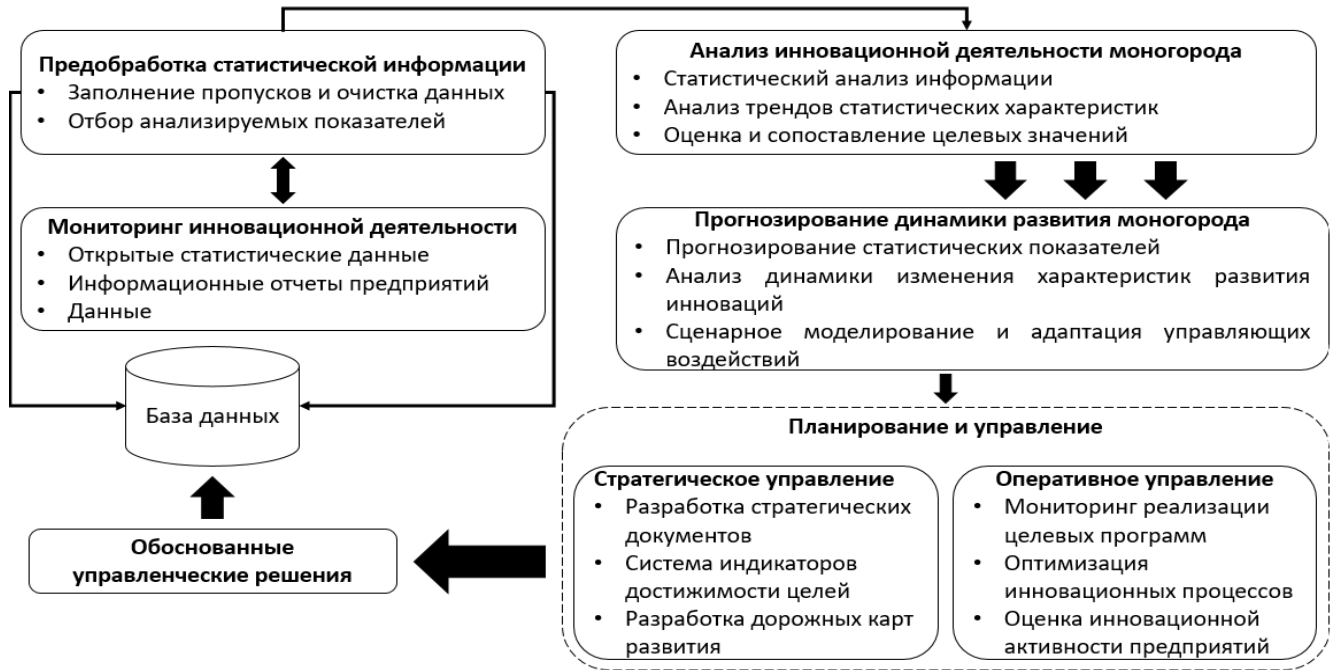 Предобработка статистической информации
• Заполнение пропусков и очистка данных
• Отбор анализируемых показателей
Мониторинг инновационной деятельности
• Открытые статистические данные
• Информационные отчеты предприятий
• Данные
База данных
Обоснованные
управленческие решения
Анализ инновационной деятельности моногорода
• Статистический анализ информации
• Анализ трендов статистических характеристик
• Оценка и сопоставление целевых значений
Прогнозирование динамики развития моногорода
• Прогнозирование статистических показателей
• Анализ динамики изменения характеристик развития
инноваций
• Сценарное моделирование и адаптация управляющих
воздействий
Планирование и управление
Стратегическое управление
• Разработка стратегических
документов
• Система индикаторов
достижимости целей
• Разработка дорожных карт
развития
Оперативное управление
• Мониторинг реализации
целевых программ
• Оптимизация
инновационных процессов
• Оценка инновационной
активности предприятий